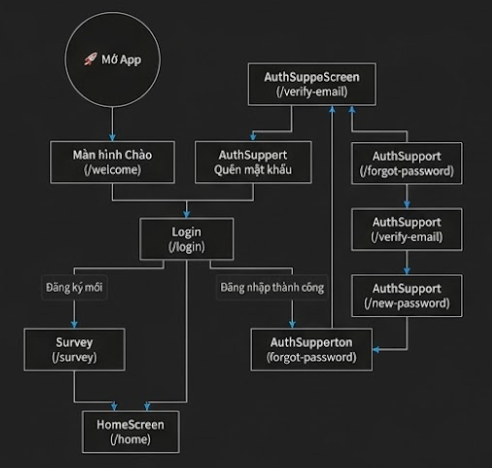 🚀 Mở App
AuthSuppeScreen
(/verify-email)
Màn hình Chào
(/welcome)
AuthSuppert
Quên mật khẩu
AuthSupport
(/forgot-password)
Login
(/login)
AuthSupport
(/verify-email)
Đăng ký mới
Đăng nhập thành công
AuthSupport
(/new-password)
Survey
(/survey)
AuthSupperton
(forgot-password)
HomeScreen
(/home)